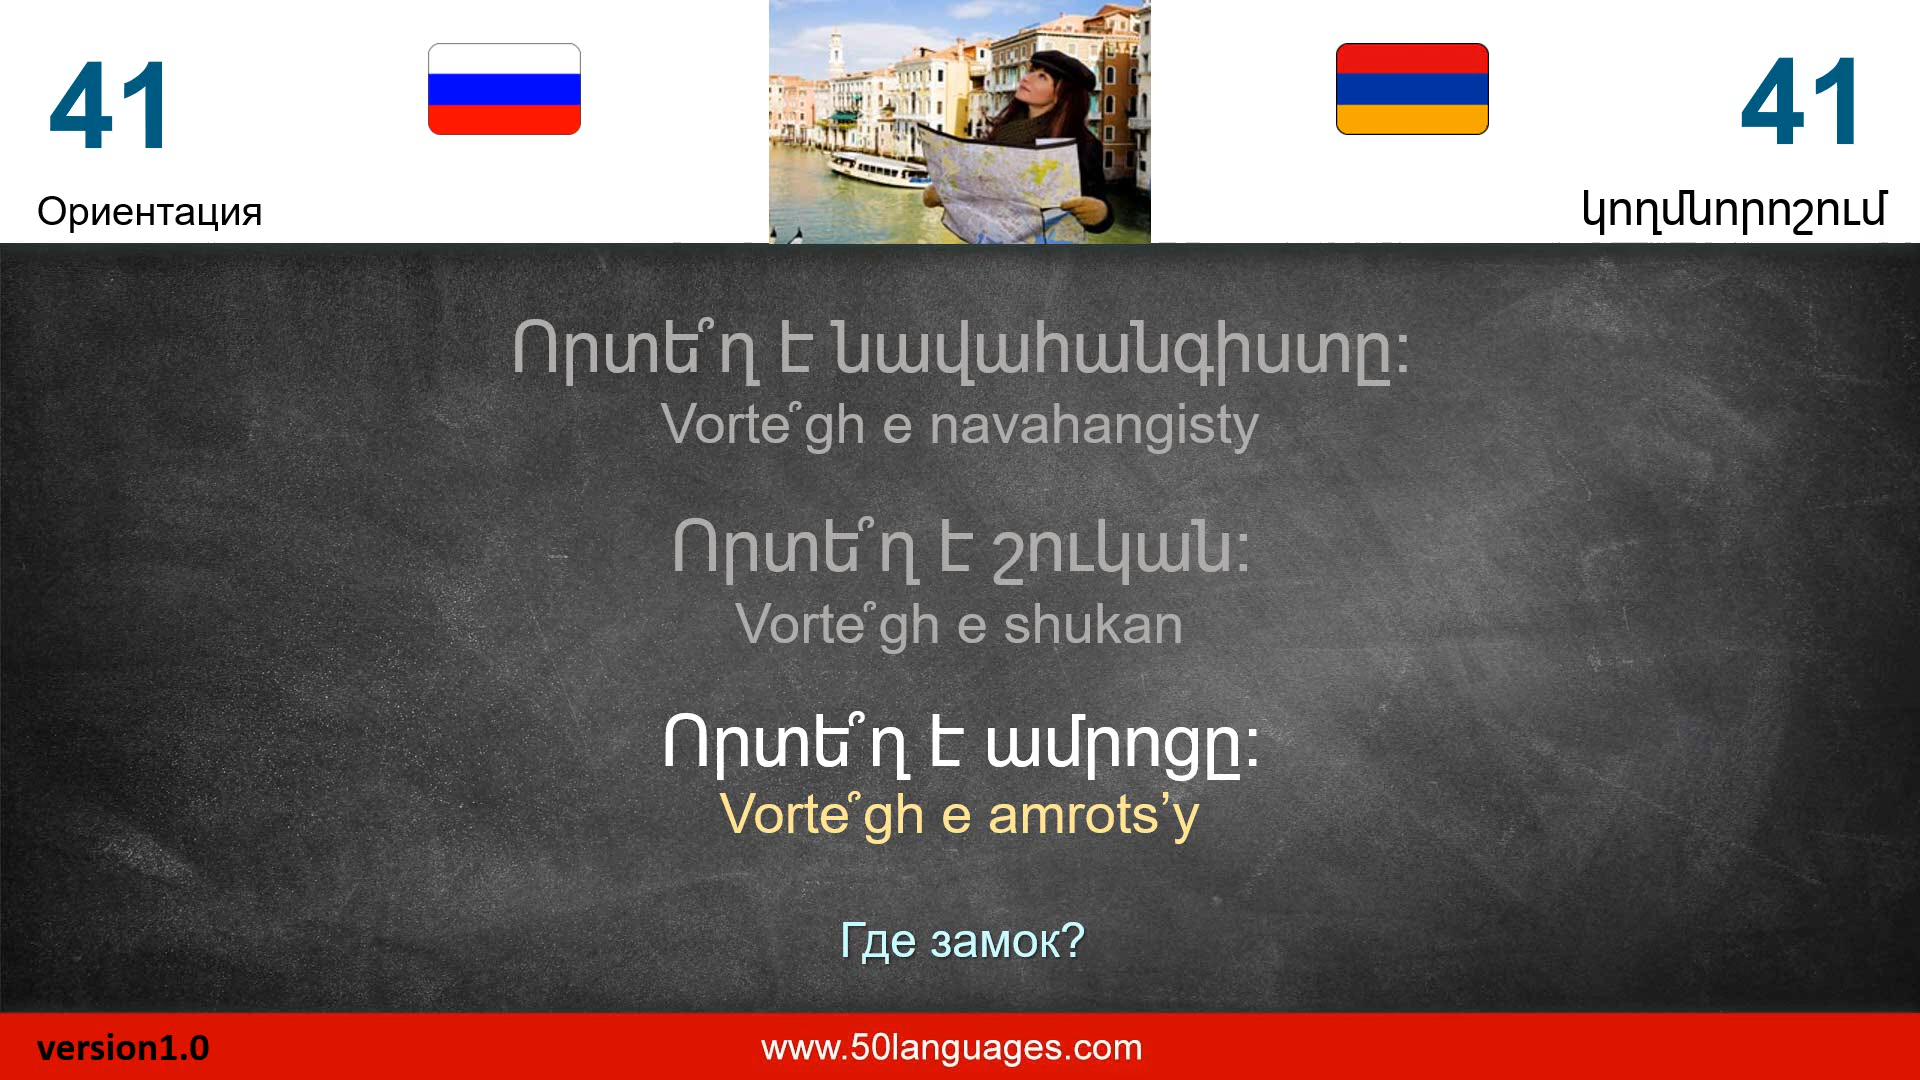 41
41
Ориентация
կողմնորոշում
Որտե՞ղ է նավահանգիստը:
Vorte՞gh e navahangisty
Որտե՞ղ է շուկան:
Vorte՞gh e shukan
Որտե՞ղ է ամրոցը:
Vorte՞gh e amrots’y
Где замок?
version1.0
www.50languages.com